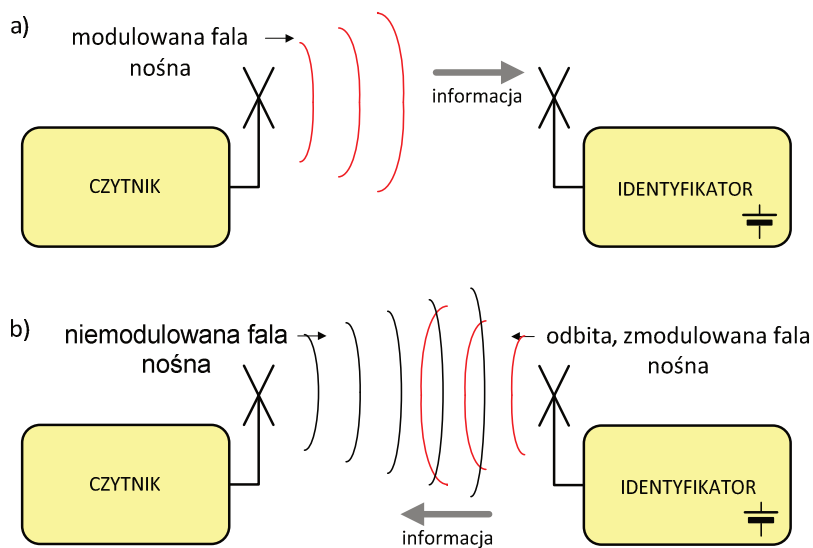 a)
modulowana fala
nośna
informacja
CZYTNIK
IDENTYFIKATOR
b)
niemodulowana fala
nośna
odbita, zmodulowana fala
nośna
CZYTNIK
IDENTYFIKATOR
informacja